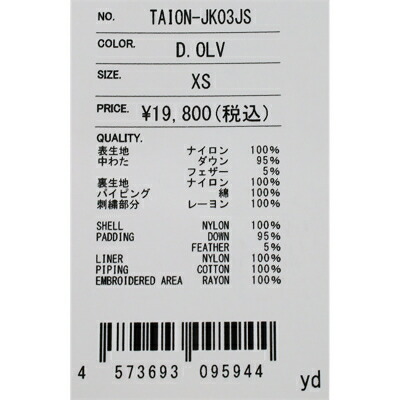 NO. TAION-JK03JS
COLOR. D.OLV
SIZE. XS
PRICE. ¥19,800(税込)
QUALITY.
表生地 ナイロン 100%
中わた ダウン 95%
フェザー 5%
裏生地 ナイロン 100%
パイピング 綿 100%
刺繍部分 レーヨン 100%
SHELL NYLON 100%
PADDING DOWN 95%
FEATHER 5%
LINER NYLON 100%
PIPING COTTON 100%
EMBROIDERED AREA RAYON 100%
4 573693 095944 yd